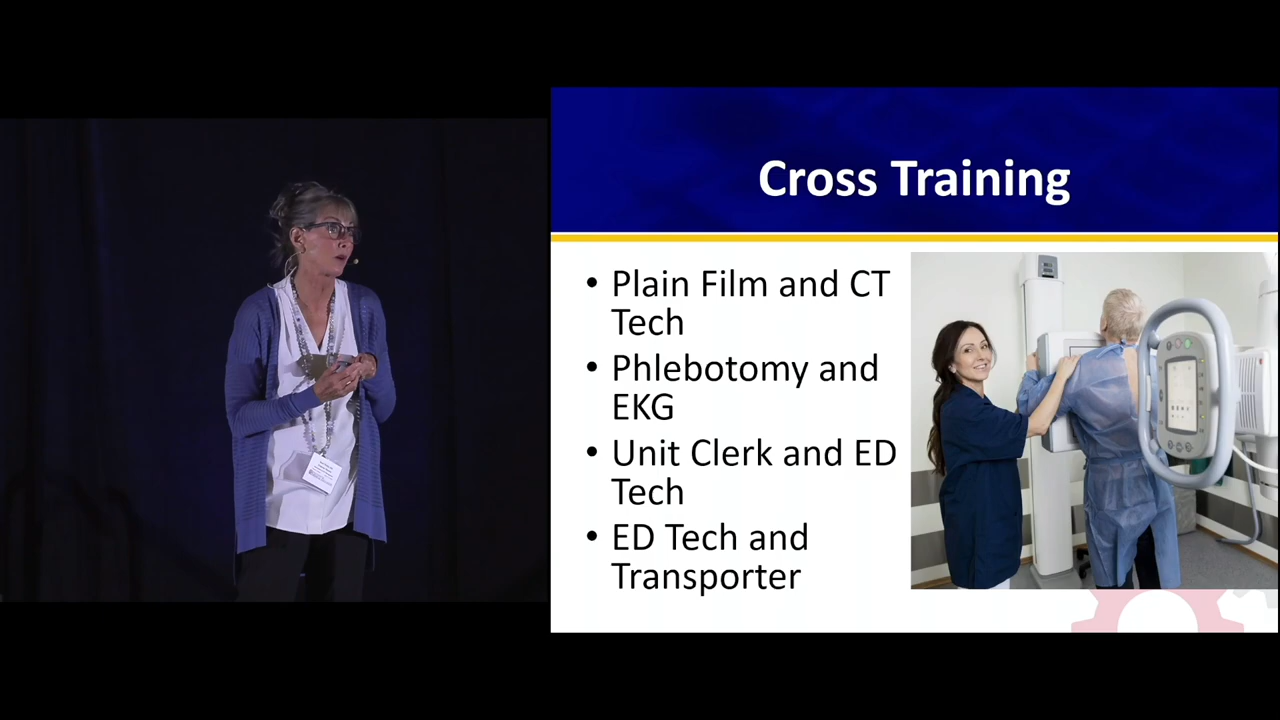 Cross Training
• Plain Film and CT
Tech
• Phlebotomy and
EKG
• Unit Clerk and ED
Tech
• ED Tech and
Transporter